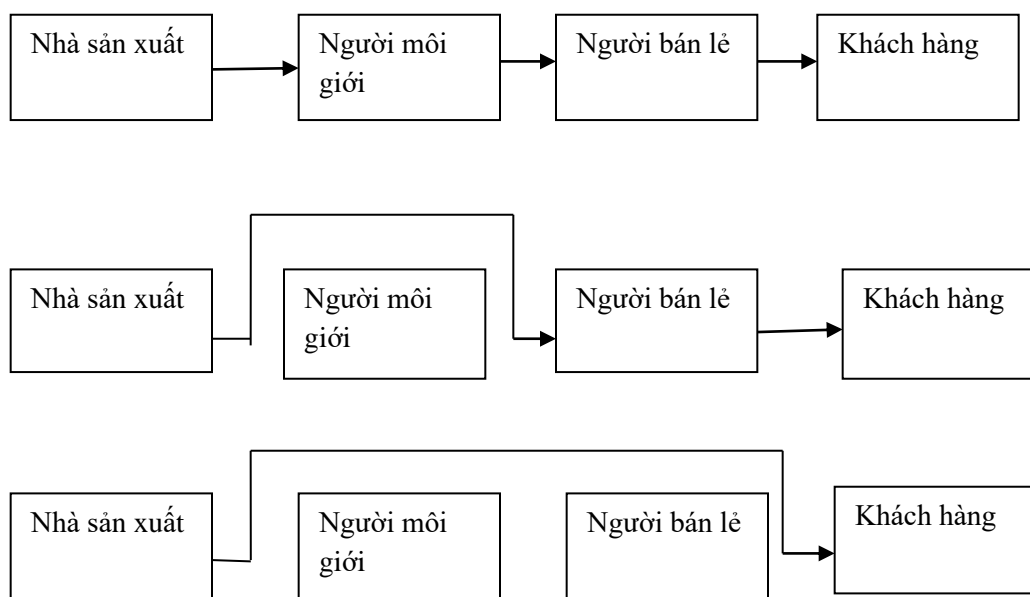 Nhà sản xuất
Người môi
giới
Người bán lẻ
Khách hàng
Nhà sản xuất
Người môi
giới
Người bán lẻ
Khách hàng
Nhà sản xuất
Người môi
giới
Người bán lẻ
Khách hàng